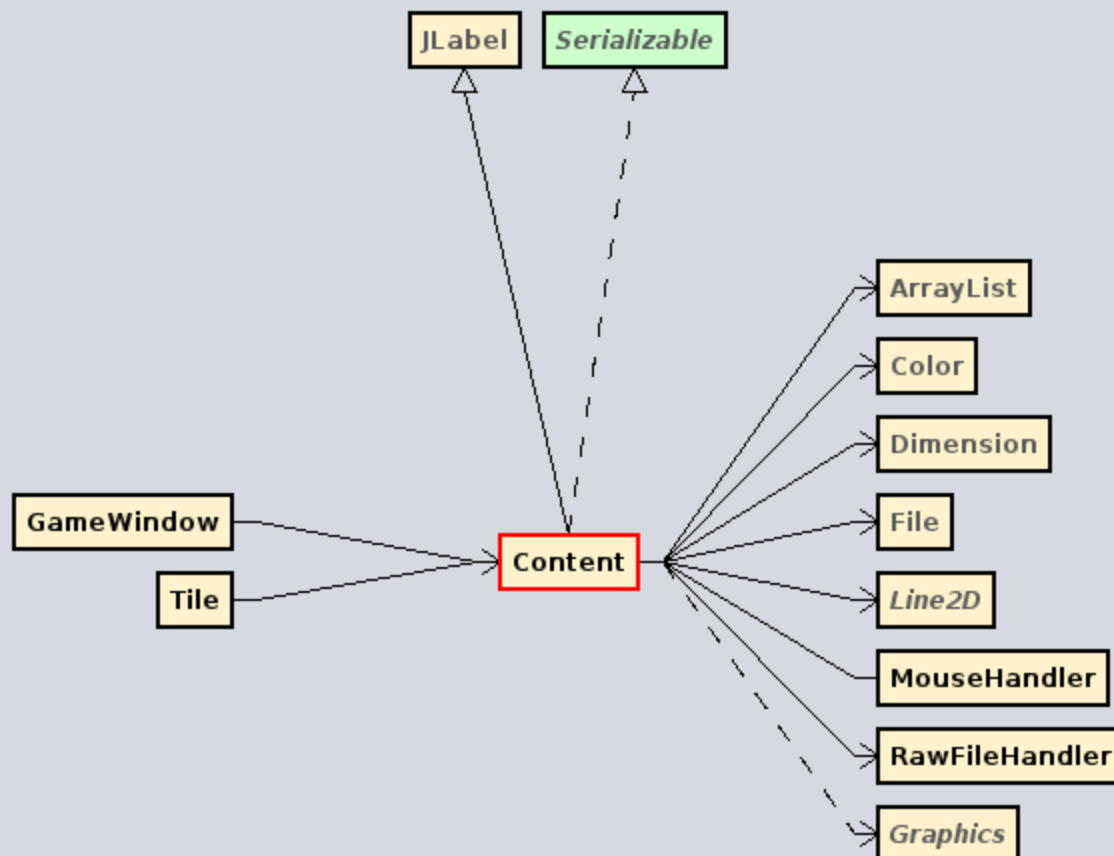 JLabel
Serializable
ArrayList
Color
Dimension
GameWindow
File
Content
Tile
Line2D
MouseHandler
RawFileHandler
Graphics